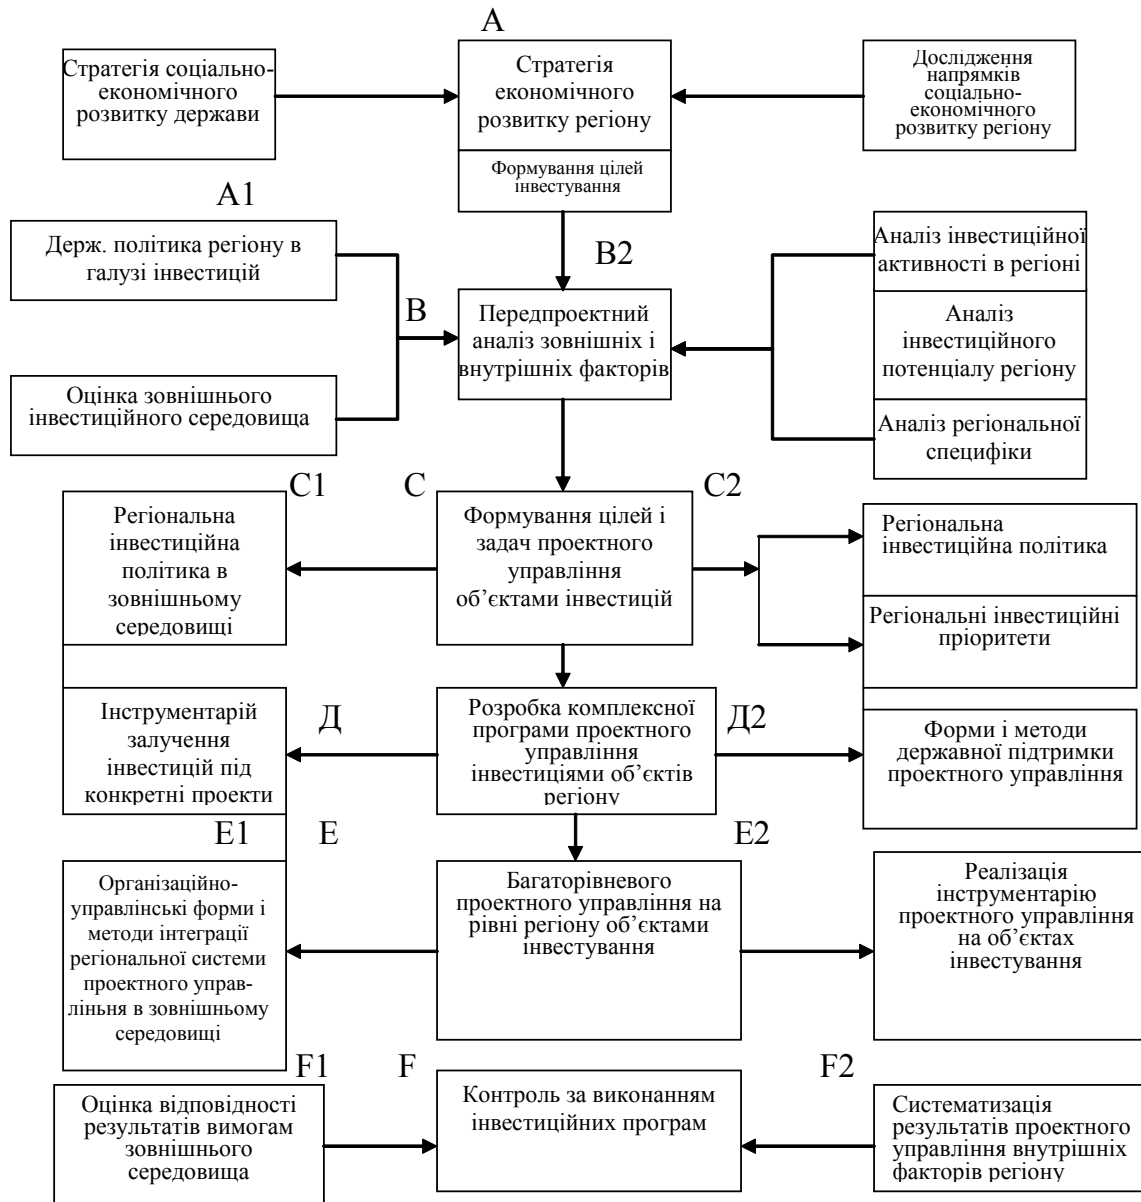 А
Стратегія соціально-
економічного
розвитку держави
Стратегія
економічного
розвитку регіону
Дослідження
напрямків
соціально-
економічного
розвитку регіону
Формування цілей
інвестування
А1
Держ. політика регіону в
галузі інвестицій
В2
Аналіз інвестиційної
активності в регіоні
В
Передпроектний
аналіз зовнішніх і
внутрішніх факторів
Аналіз
інвестиційного
потенціалу регіону
Оцінка зовнішнього
інвестиційного середовища
Аналіз регіональної
специфіки
С1
С
С2
Регіональна
інвестиційна
політика в
зовнішньому
середовищі
Формування цілей і
задач проектного
управління
об’єктами інвестицій
Регіональна
інвестиційна політика
Регіональні інвестиційні
пріоритети
Інструментарій
залучення
інвестицій під
конкретні проекти
Д
Розробка комплексної
програми проектного
управління
інвестиціями об’єктів
регіону
Д2
Форми і методи
державної підтримки
проектного управління
Е1
Е
Е2
Організаційно-
управлінські форми і
методи інтеграції
регіональної системи
проектного управ-
ліньня в зовнішньому
середовищі
Багаторівневого
проектного управління на
рівні регіону об’єктами
інвестування
Реалізація
інструментарію
проектного управління
на об’єктах
інвестування
F1
F
F2
Оцінка відповідності
результатів вимогам
зовнішнього
середовища
Контроль за виконанням
інвестиційних програм
Систематизація
результатів проектного
управління внутрішніх
факторів регіону